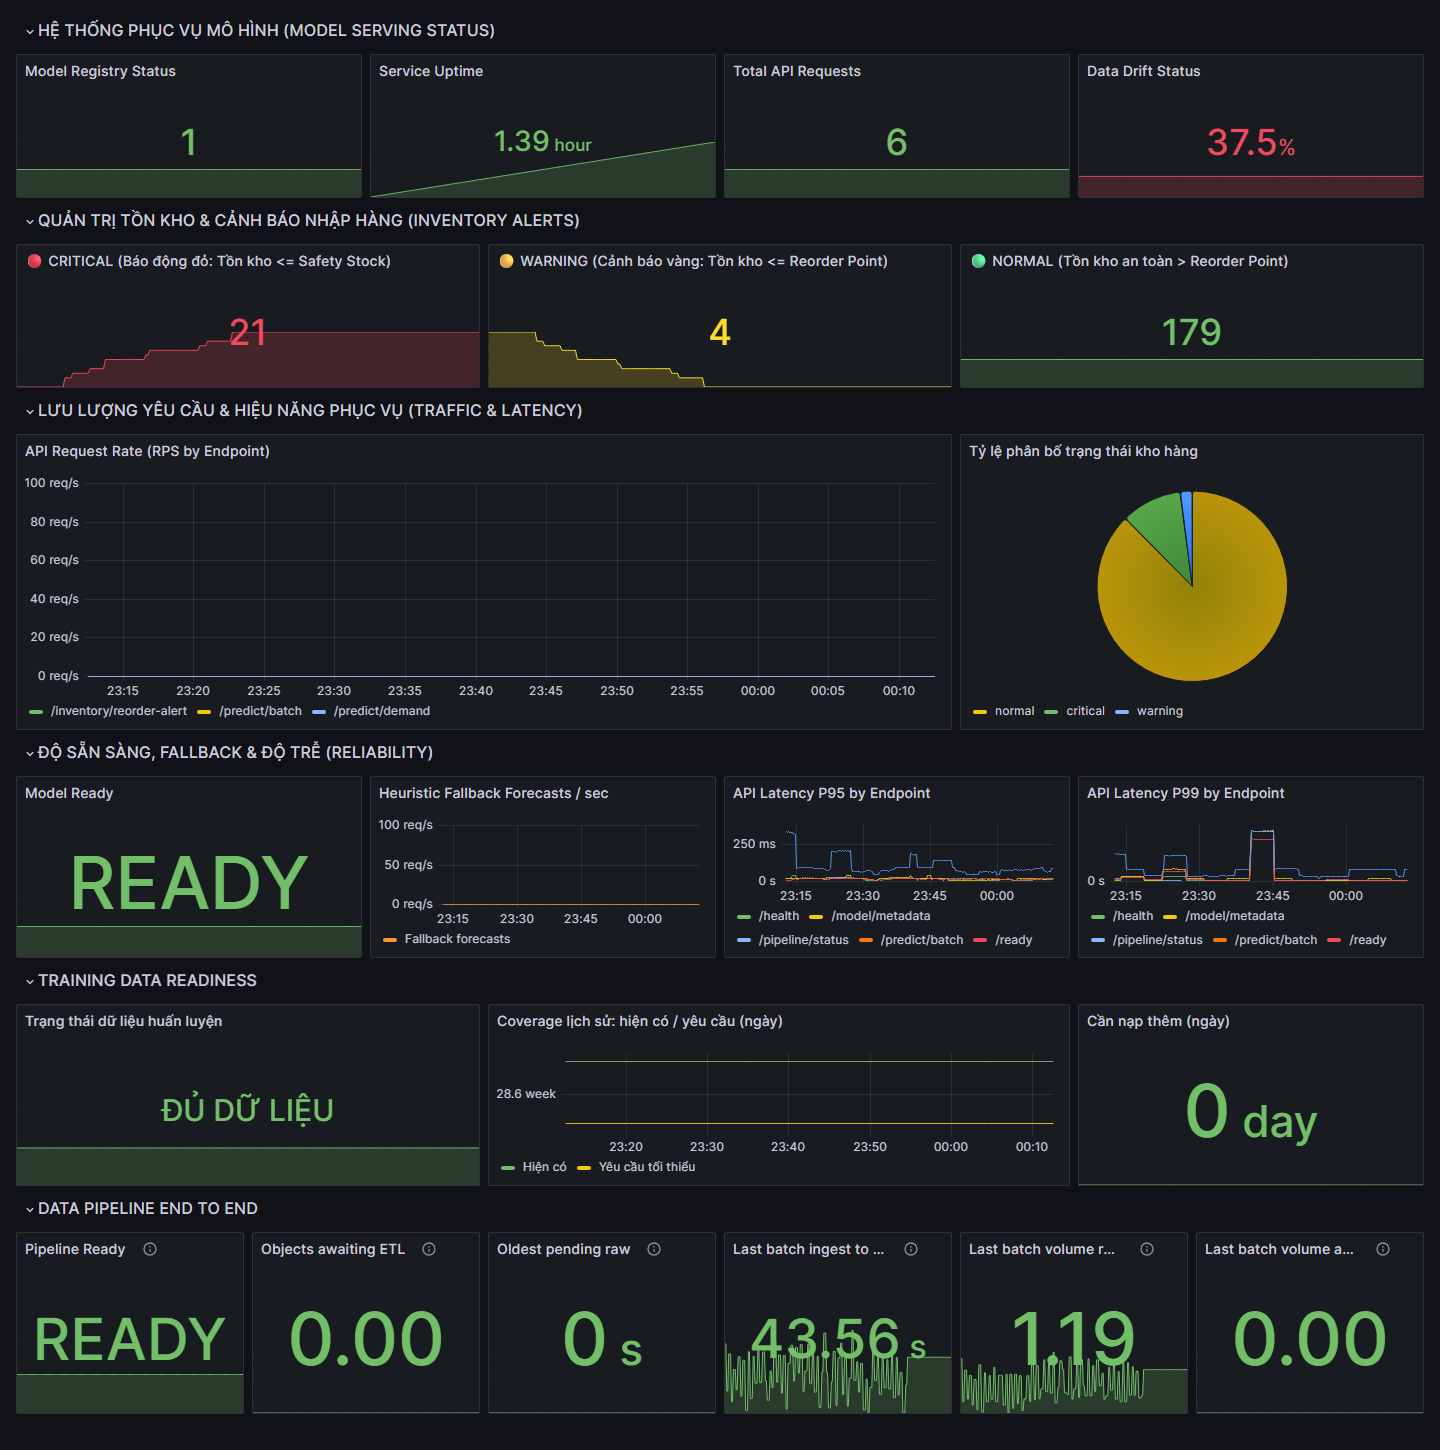 HỆ THỐNG PHỤC VỤ MÔ HÌNH (MODEL SERVING STATUS)
Model Registry Status
1
Service Uptime
1.39 hour
Total API Requests
6
Data Drift Status
37.5%
QUẢN TRỊ TỒN KHO & CẢNH BÁO NHẬP HÀNG (INVENTORY ALERTS)
CRITICAL (Báo động đỏ: Tồn kho <= Safety Stock)
21
WARNING (Cảnh báo vàng: Tồn kho <= Reorder Point)
4
NORMAL (Tồn kho an toàn > Reorder Point)
179
LƯU LƯỢNG YÊU CẦU & HIỆU NĂNG PHỤC VỤ (TRAFFIC & LATENCY)
API Request Rate (RPS by Endpoint)
100 req/s
80 req/s
60 req/s
40 req/s
20 req/s
0 req/s
23:15 23:20 23:25 23:30 23:35 23:40 23:45 23:50 23:55 00:00 00:05 00:10
/inventory/reorder-alert /predict/batch /predict/demand
Tỷ lệ phân bố trạng thái kho hàng
normal critical warning
ĐỘ SẴN SÀNG, FALLBACK & ĐỘ TRỄ (RELIABILITY)
Model Ready
READY
Heuristic Fallback Forecasts / sec
100 req/s
50 req/s
0 req/s
23:15 23:30 23:45 00:00
Fallback forecasts
API Latency P95 by Endpoint
250 ms
0 s
23:15 23:30 23:45 00:00
/health /model/metadata
/pipeline/status /predict/batch /ready
API Latency P99 by Endpoint
0 s
23:15 23:30 23:45 00:00
/health /model/metadata
/pipeline/status /predict/batch /ready
TRAINING DATA READINESS
Trạng thái dữ liệu huấn luyện
ĐỦ DỮ LIỆU
Coverage lịch sử: hiện có / yêu cầu (ngày)
28.6 week
23:20 23:30 23:40 23:50 00:00 00:10
Hiện có Yêu cầu tối thiểu
Cần nạp thêm (ngày)
0 day
DATA PIPELINE END TO END
Pipeline Ready
READY
Objects awaiting ETL
0.00
Oldest pending raw
0 s
Last batch ingest to ...
43.56 s
Last batch volume r...
1.19
Last batch volume a...
0.00